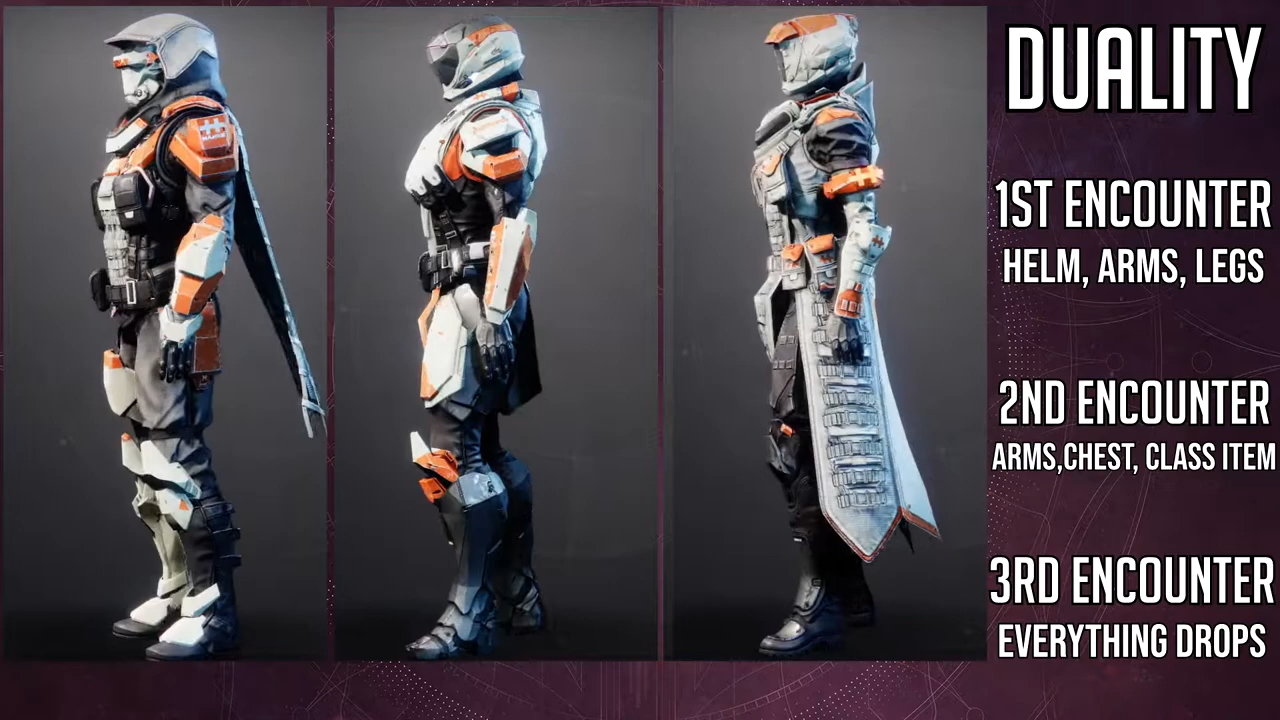 DUALITY
1ST ENCOUNTER
HELM, ARMS, LEGS
2ND ENCOUNTER
ARMS,CHEST, CLASS ITEM
3RD ENCOUNTER
EVERYTHING DROPS